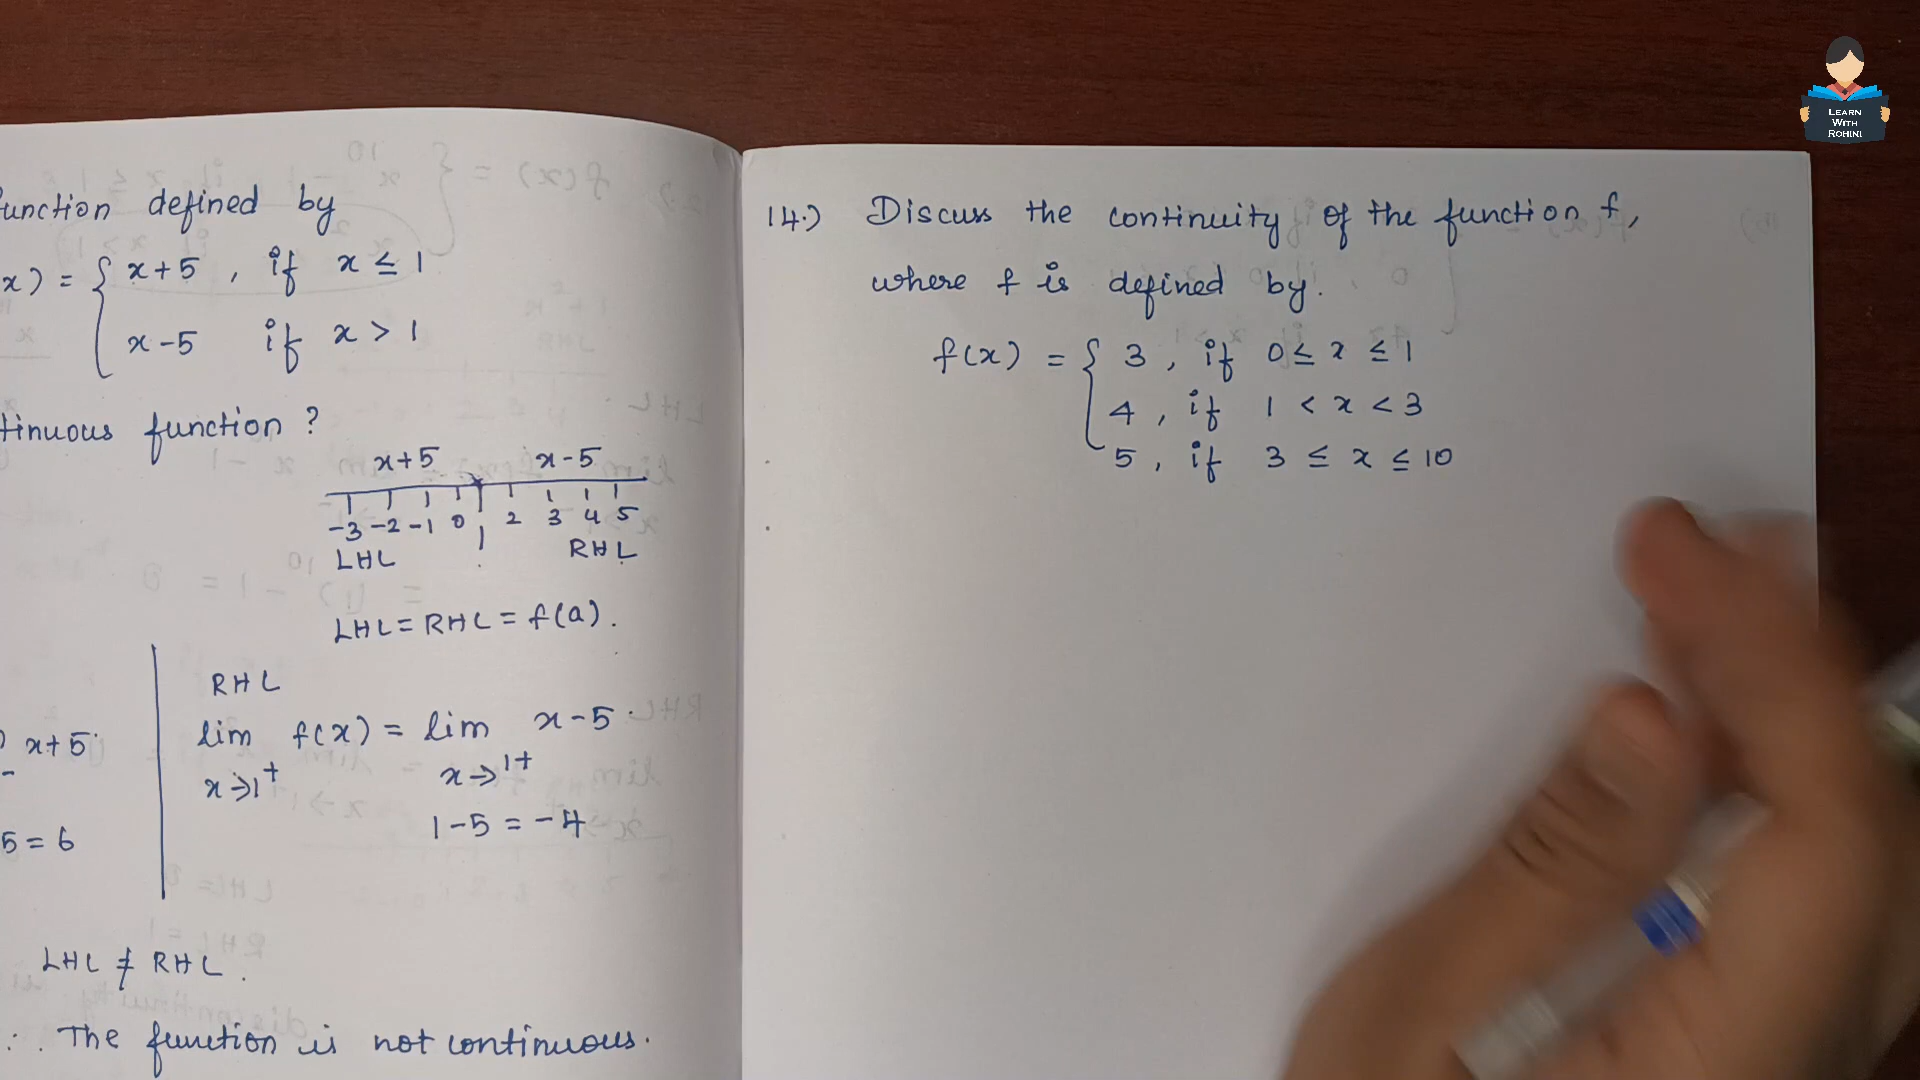 unction defined by
x) = { x+5 , if x ≤ 1
x-5 if x > 1
tinuous function ?
x+5 x-5
-3 -2 -1 0 1 2 3 4 5
LHL RHL
LHL = RHL = f(a).
RHL
lim f(x) = lim x-5
x→1+ x→1+
1-5 = -4
x+5
5 = 6
LHL ≠ RHL.
∴ The function is not continuous.
14.) Discuss the continuity of the function f,
where f is defined by.
f(x) = { 3 , if 0 ≤ x ≤ 1
4 , if 1 < x < 3
5 , if 3 ≤ x ≤ 10
LEARN
WITH
ROHINI